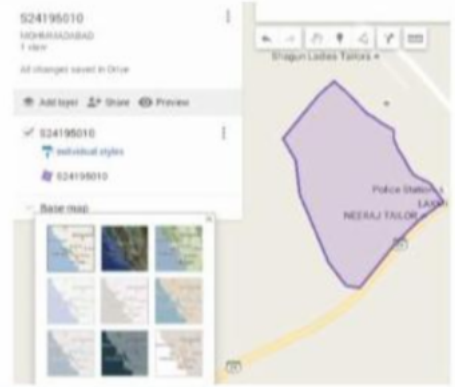 S24195010
MOHAMMADABAD
1 view
All changes saved in Drive
Add layer Share Preview
S24195010
Individual styles
S24195010
Base map
Shagun Ladies Tailors
Police Station
NEERAJ TAILOR